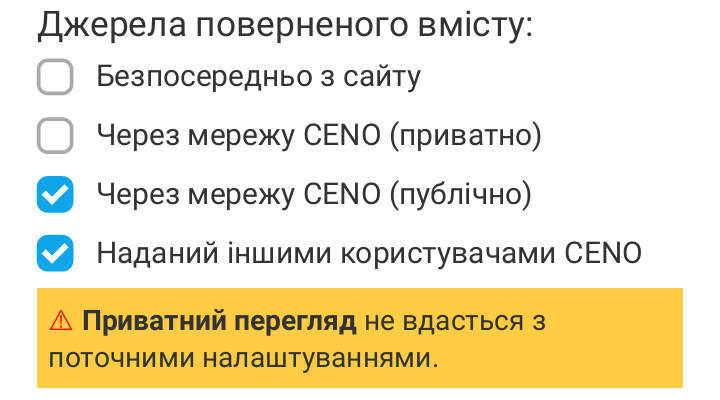 Джерела поверненого вмісту:
Безпосередньо з сайту
Через мережу CENO (приватно)
Через мережу CENO (публічно)
Наданий іншими користувачами CENO
⚠ Приватний перегляд не вдасться з
поточними налаштуваннями.